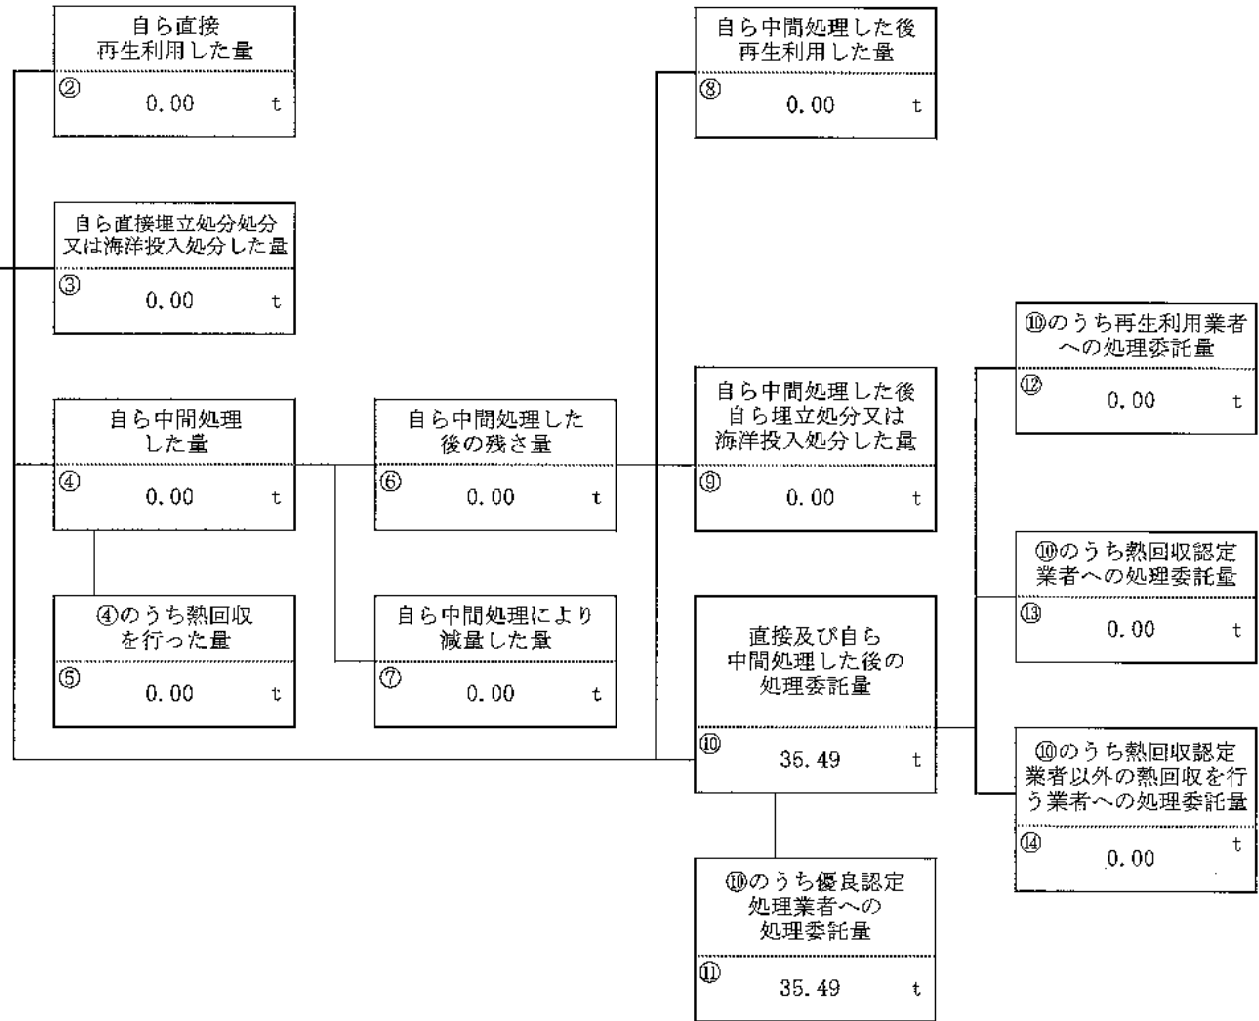 自ら直接
再生利用した量
② 0.00 t
自ら中間処理した後
再生利用した量
⑧ 0.00 t
自ら直接埋立処分処分
又は海洋投入処分した量
③ 0.00 t
⑩のうち再生利用業者
への処理委託量
⑫ 0.00 t
自ら中間処理
した量
④ 0.00 t
自ら中間処理した
後の残さ量
⑥ 0.00 t
自ら中間処理した後
自ら埋立処分又は
海洋投入処分した量
⑨ 0.00 t
⑩のうち熱回収認定
業者への処理委託量
⑬ 0.00 t
④のうち熱回収
を行った量
⑤ 0.00 t
自ら中間処理により
減量した量
⑦ 0.00 t
直接及び自ら
中間処理した後の
処理委託量
⑩ 35.49 t
⑩のうち熱回収認定
業者以外の熱回収を行
う業者への処理委託量
⑭ 0.00 t
⑩のうち優良認定
処理業者への
処理委託量
⑪ 35.49 t